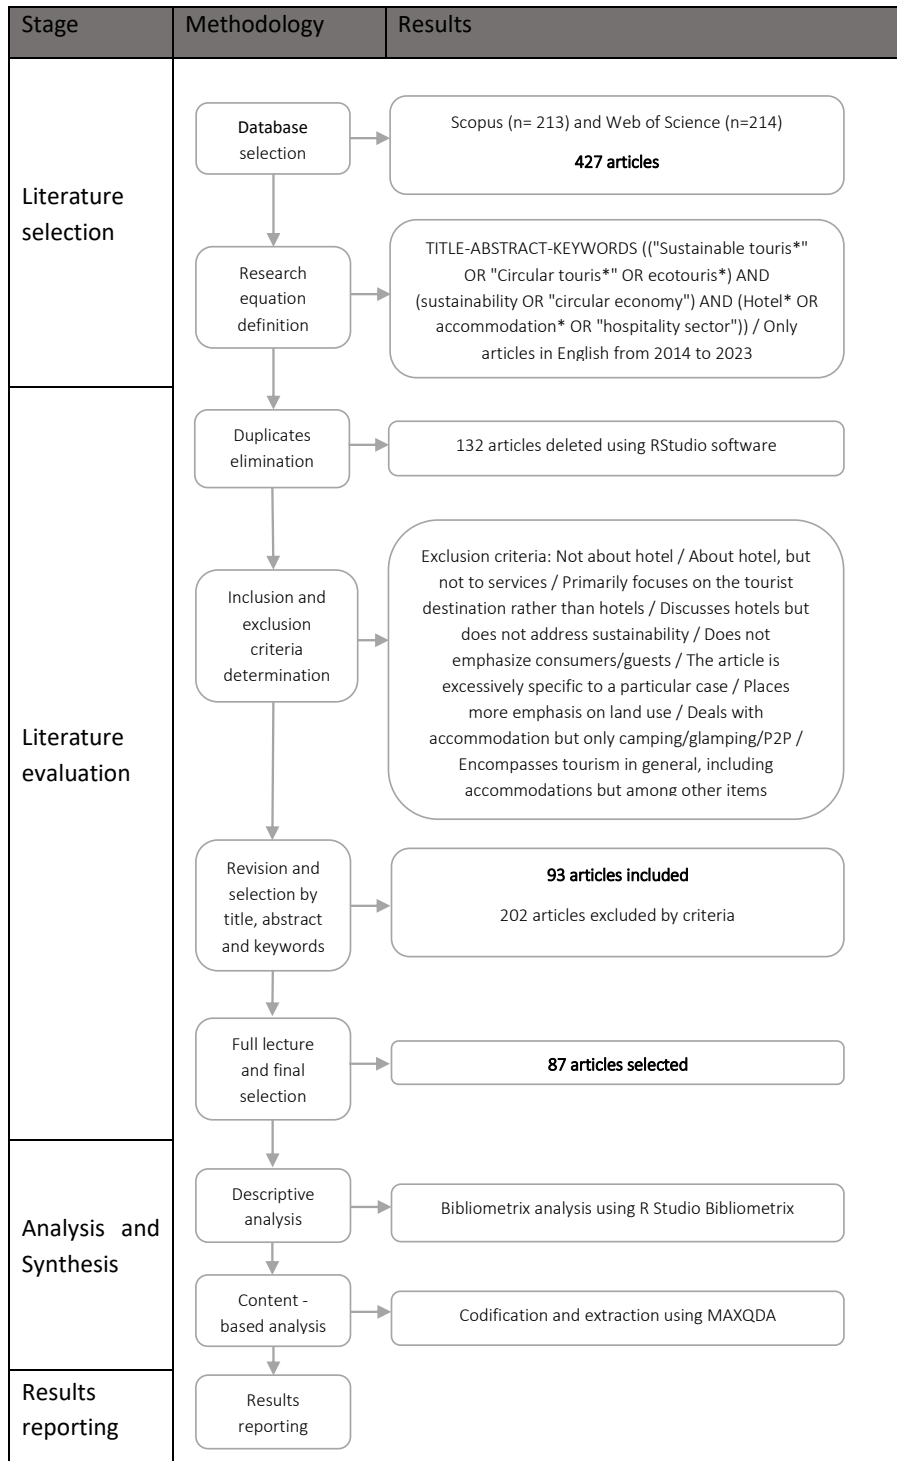 Stage
Methodology
Results
Literature
selection
Database
selection
Scopus (n= 213) and Web of Science (n=214)
427 articles
Research
equation
definition
TITLE-ABSTRACT-KEYWORDS (("Sustainable touris*"
OR "Circular touris*" OR ecotouris*) AND
(sustainability OR "circular economy") AND (Hotel* OR
accommodation* OR "hospitality sector")) / Only
articles in English from 2014 to 2023
Literature
evaluation
Duplicates
elimination
132 articles deleted using RStudio software
Inclusion and
exclusion
criteria
determination
Exclusion criteria: Not about hotel / About hotel, but
not to services / Primarily focuses on the tourist
destination rather than hotels / Discusses hotels but
does not address sustainability / Does not
emphasize consumers/guests / The article is
excessively specific to a particular case / Places
more emphasis on land use / Deals with
accommodation but only camping/glamping/P2P /
Encompasses tourism in general, including
accommodations but among other items
Revision and
selection by
title, abstract
and keywords
93 articles included
202 articles excluded by criteria
Full lecture
and final
selection
87 articles selected
Analysis and
Synthesis
Descriptive
analysis
Bibliometrix analysis using R Studio Bibliometrix
Content -
based analysis
Codification and extraction using MAXQDA
Results
reporting
Results
reporting